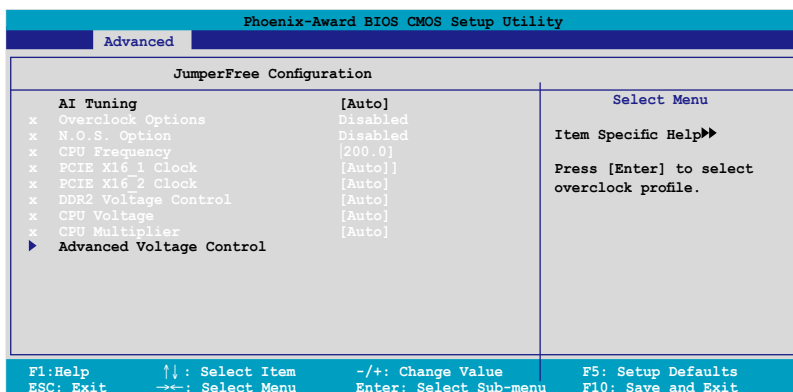 Phoenix-Award BIOS CMOS Setup Utility
Advanced
JumperFree Configuration
Select Menu
AI Tuning [Auto]
x Overclock Options Disabled
x N.O.S. Option Disabled
x CPU Frequency |200.0]
x PCIE X16_1 Clock [Auto]]
x PCIE X16_2 Clock [Auto]
x DDR2 Voltage Control [Auto]
x CPU Voltage [Auto]
x CPU Multiplier [Auto]
Advanced Voltage Control
Item Specific Help
Press [Enter] to select
overclock profile.
F1:Help ↑↓: Select Item -/+: Change Value F5: Setup Defaults
ESC: Exit →←: Select Menu Enter: Select Sub-menu F10: Save and Exit